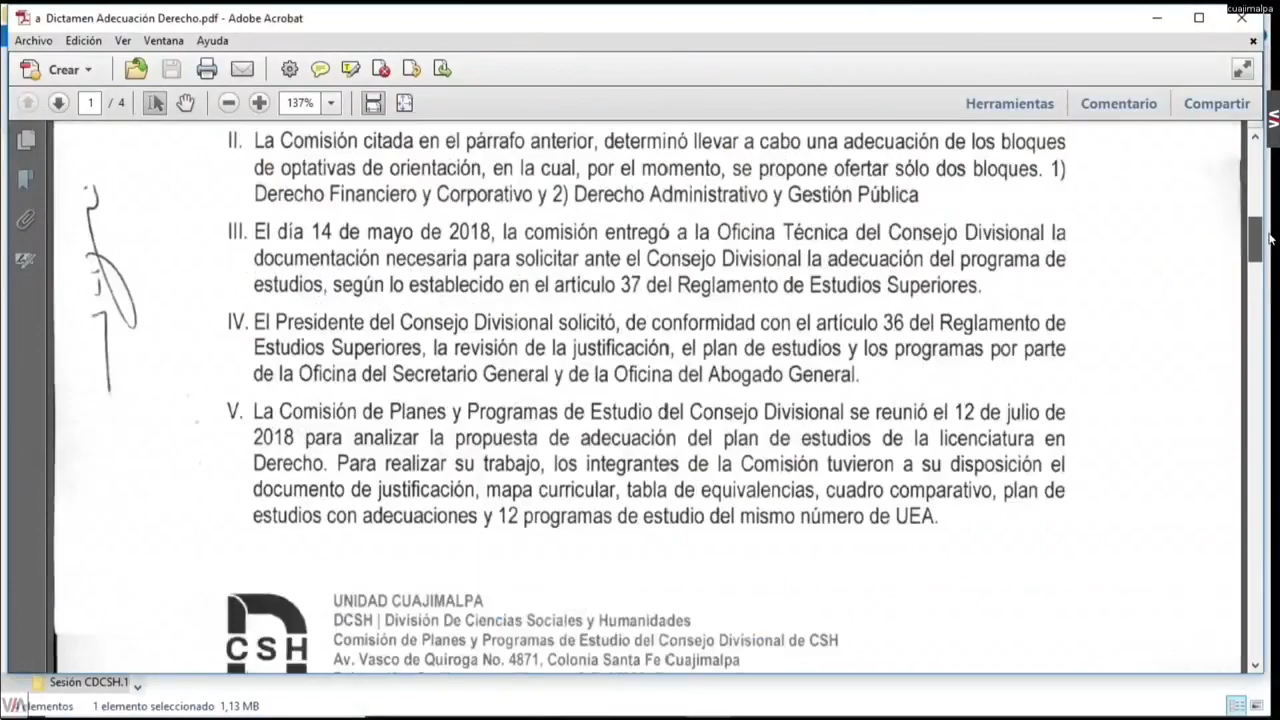 cuajimalpa
a Dictamen Adecuación Derecho.pdf - Adobe Acrobat
Archivo Edición Ver Ventana Ayuda
Crear
1 / 4 137% Herramientas Comentario Compartir
II. La Comisión citada en el párrafo anterior, determinó llevar a cabo una adecuación de los bloques
de optativas de orientación, en la cual, por el momento, se propone ofertar sólo dos bloques. 1)
Derecho Financiero y Corporativo y 2) Derecho Administrativo y Gestión Pública
III. El día 14 de mayo de 2018, la comisión entregó a la Oficina Técnica del Consejo Divisional la
documentación necesaria para solicitar ante el Consejo Divisional la adecuación del programa de
estudios, según lo establecido en el artículo 37 del Reglamento de Estudios Superiores.
IV. El Presidente del Consejo Divisional solicitó, de conformidad con el artículo 36 del Reglamento de
Estudios Superiores, la revisión de la justificación, el plan de estudios y los programas por parte
de la Oficina del Secretario General y de la Oficina del Abogado General.
V. La Comisión de Planes y Programas de Estudio del Consejo Divisional se reunió el 12 de julio de
2018 para analizar la propuesta de adecuación del plan de estudios de la licenciatura en
Derecho. Para realizar su trabajo, los integrantes de la Comisión tuvieron a su disposición el
documento de justificación, mapa curricular, tabla de equivalencias, cuadro comparativo, plan de
estudios con adecuaciones y 12 programas de estudio del mismo número de UEA.
CSH
UNIDAD CUAJIMALPA
DCSH | División De Ciencias Sociales y Humanidades
Comisión de Planes y Programas de Estudio del Consejo Divisional de CSH
Av. Vasco de Quiroga No. 4871, Colonia Santa Fe Cuajimalpa
Sesión CDCSH.1
elementos 1 elemento seleccionado 1,13 MB